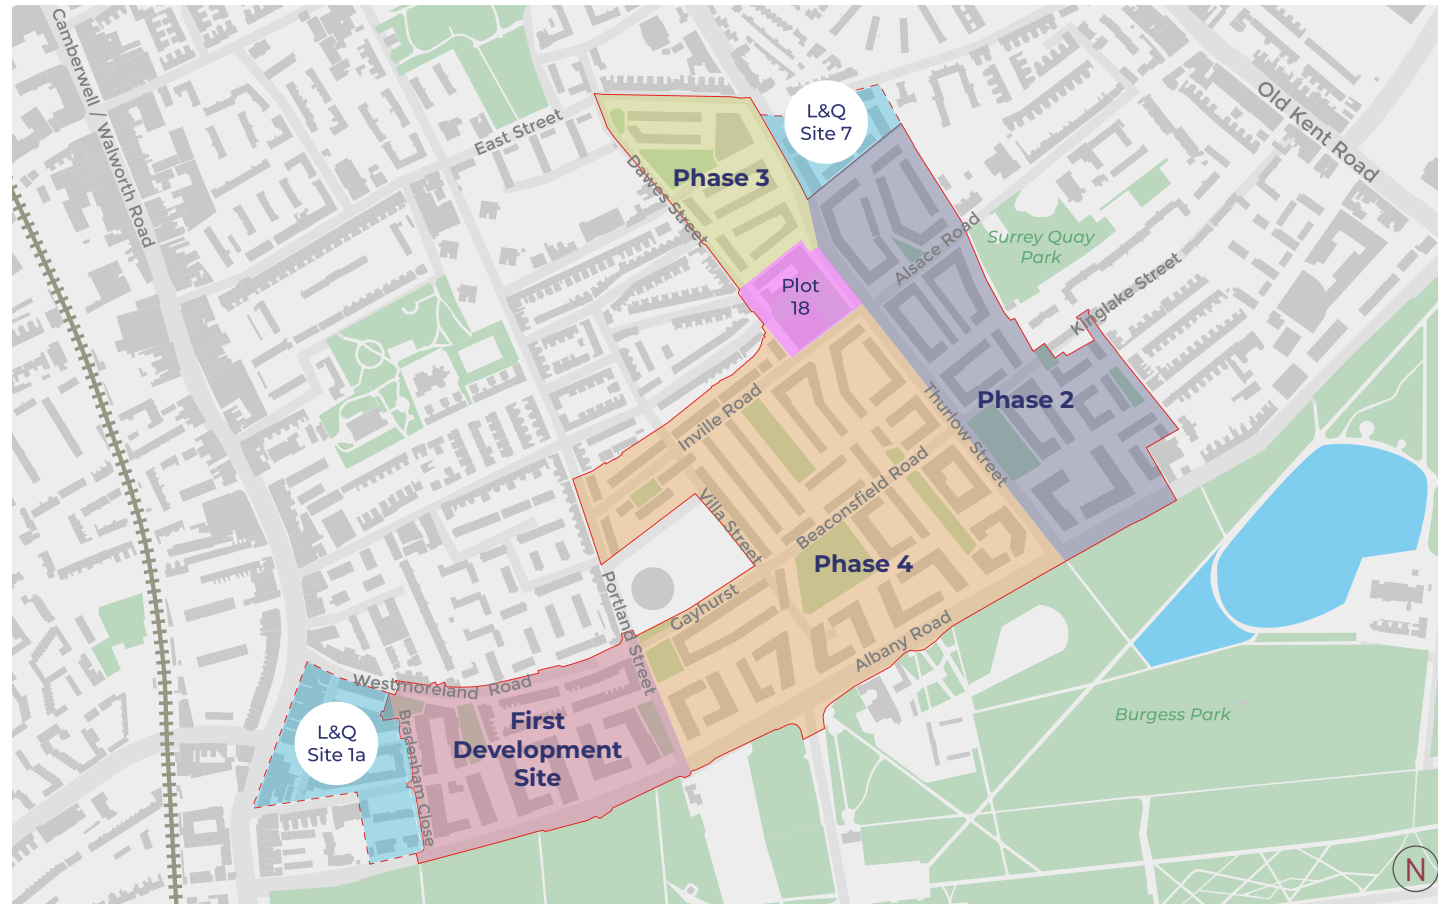 Camberwell / Walworth Road
East Street
L&Q
Site 7
Old Kent Road
Phase 3
Dawes Street
Alsace Road
Surrey Quay
Park
Kinglake Street
Plot
18
Inville Road
Thurlow Street
Phase 2
Villa Street
Beaconsfield Road
Phase 4
Portland Street
Gayhurst
Albany Road
Westmoreland Road
Bradenham Close
First
Development
Site
L&Q
Site 1a
Burgess Park
N